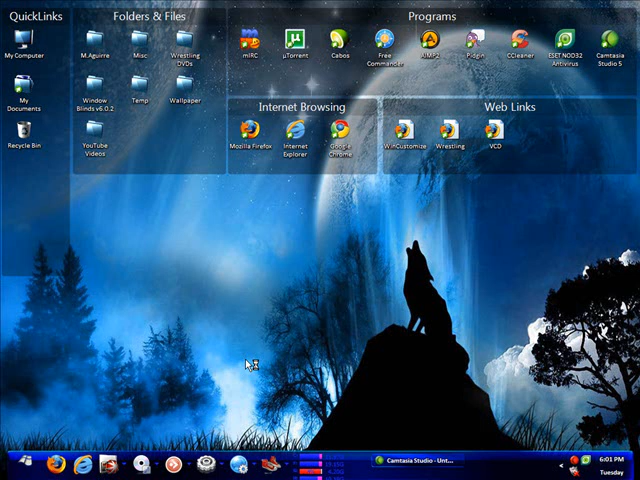 QuickLinks
My Computer
My
Documents
Recycle Bin
Folders & Files
M.Aguirre
Misc
Wrestling
DVDs
Window
Blinds v6.0.2
Temp
Wallpaper
YouTube
Videos
Programs
mIRC
µTorrent
Cabos
Free
Commander
AIMP2
Pidgin
CCleaner
ESET NOD32
Antivirus
Camtasia
Studio 5
Internet Browsing
Mozilla Firefox
Internet
Explorer
Google
Chrome
Web Links
WinCustomize
Wrestling
VCD
Camtasia Studio - Unt...
6:01 PM
Tuesday